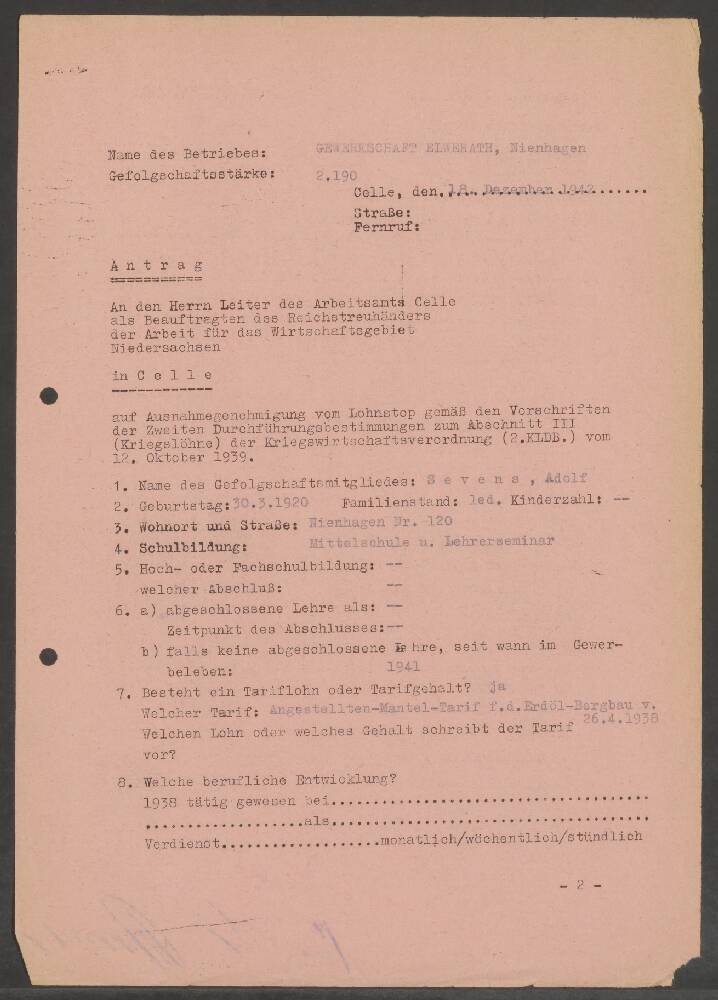 Name des Betriebes: GEWERKSCHAFT ELWERATH, Nienhagen
Gefolgschaftsstärke: 2.190
Celle, den.18. Dezember 1942......
Straße:
Fernruf:
A n t r a g
An den Herrn Leiter des Arbeitsamts Celle
als Beauftragten des Reichstreuhänders
der Arbeit für das Wirtschaftsgebiet
Niedersachsen
in C e l l e
auf Ausnahmegenehmigung vom Lohnstop gemäß den Vorschriften
der Zweiten Durchführungsbestimmungen zum Abschnitt III
(Kriegslöhne) der Kriegswirtschaftsverordnung (2.KLDB.) vom
12. Oktober 1939.
1. Name des Gefolgschaftsmitgliedes: S e v e n s , Adolf
2. Geburtstag: 30.3.1920 Familienstand: led. Kinderzahl: --
3. Wohnort und Straße: Nienhagen Nr. 120
4. Schulbildung: Mittelschule u. Lehrerseminar
5. Hoch- oder Fachschulbildung: --
welcher Abschluß: --
6. a) abgeschlossene Lehre als: --
Zeitpunkt des Abschlusses: --
b) falls keine abgeschlossene Lehre, seit wann im Gewer-
beleben: 1941
7. Besteht ein Tariflohn oder Tarifgehalt? ja
Welcher Tarif: Angestellten-Mantel-Tarif f.d.Erdöl-Bergbau v.
26.4.1938
Welchen Lohn oder welches Gehalt schreibt der Tarif
vor?
8. Welche berufliche Entwicklung?
1938 tätig gewesen bei........................................
....................als........................................
Verdienst....................monatlich/wöchentlich/stündlich
- 2 -